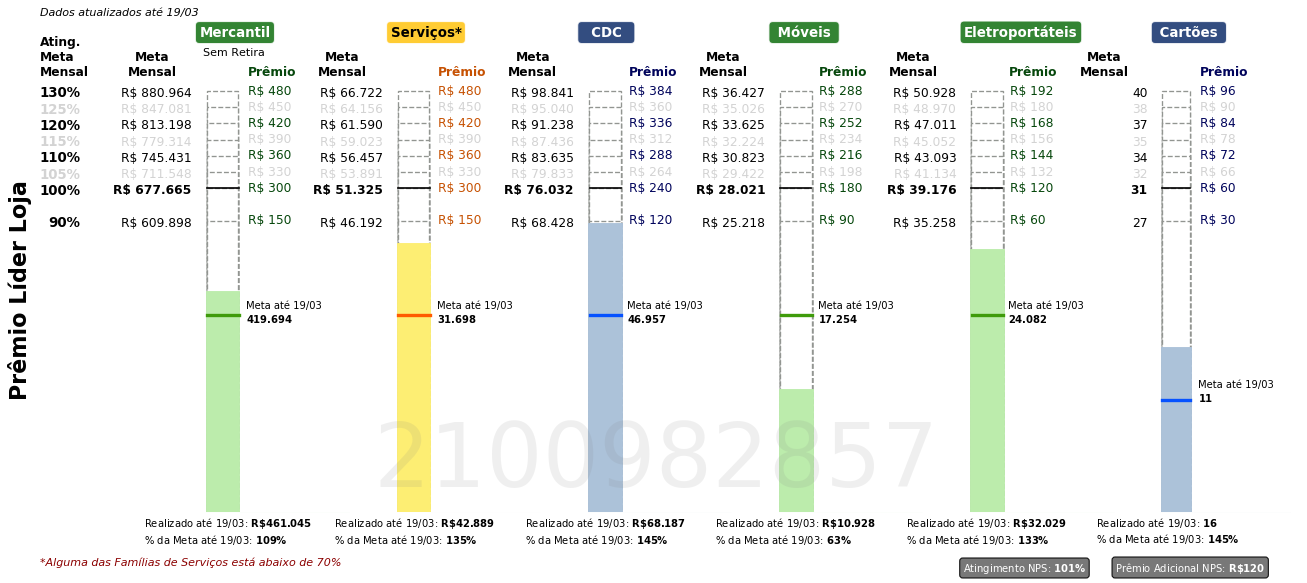 Dados atualizados até 19/03
Mercantil Serviços* CDC Móveis Eletroportáteis Cartões
Sem Retira
Ating. Meta Mensal
Meta Mensal Prêmio Meta Mensal Prêmio Meta Mensal Prêmio Meta Mensal Prêmio Meta Mensal Prêmio Meta Mensal Prêmio
130% R$ 880.964 R$ 480 R$ 66.722 R$ 480 R$ 98.841 R$ 384 R$ 36.427 R$ 288 R$ 50.928 R$ 192 40 R$ 96
125% R$ 847.081 R$ 450 R$ 64.156 R$ 450 R$ 95.040 R$ 360 R$ 35.026 R$ 270 R$ 48.970 R$ 180 38 R$ 90
120% R$ 813.198 R$ 420 R$ 61.590 R$ 420 R$ 91.238 R$ 336 R$ 33.625 R$ 252 R$ 47.011 R$ 168 37 R$ 84
115% R$ 779.314 R$ 390 R$ 59.023 R$ 390 R$ 87.436 R$ 312 R$ 32.224 R$ 234 R$ 45.052 R$ 156 35 R$ 78
110% R$ 745.431 R$ 360 R$ 56.457 R$ 360 R$ 83.635 R$ 288 R$ 30.823 R$ 216 R$ 43.093 R$ 144 34 R$ 72
105% R$ 711.548 R$ 330 R$ 53.891 R$ 330 R$ 79.833 R$ 264 R$ 29.422 R$ 198 R$ 41.134 R$ 132 32 R$ 66
100% R$ 677.665 R$ 300 R$ 51.325 R$ 300 R$ 76.032 R$ 240 R$ 28.021 R$ 180 R$ 39.176 R$ 120 31 R$ 60
90% R$ 609.898 R$ 150 R$ 46.192 R$ 150 R$ 68.428 R$ 120 R$ 25.218 R$ 90 R$ 35.258 R$ 60 27 R$ 30
Prêmio Líder Loja
Meta até 19/03 Meta até 19/03 Meta até 19/03 Meta até 19/03 Meta até 19/03
419.694 31.698 46.957 17.254 24.082
Meta até 19/03
11
2100982857
Realizado até 19/03: R$461.045 Realizado até 19/03: R$42.889 Realizado até 19/03: R$68.187 Realizado até 19/03: R$10.928 Realizado até 19/03: R$32.029 Realizado até 19/03: 16
% da Meta até 19/03: 109% % da Meta até 19/03: 135% % da Meta até 19/03: 145% % da Meta até 19/03: 63% % da Meta até 19/03: 133% % da Meta até 19/03: 145%
*Alguma das Famílias de Serviços está abaixo de 70%
Atingimento NPS: 101% Prêmio Adicional NPS: R$120